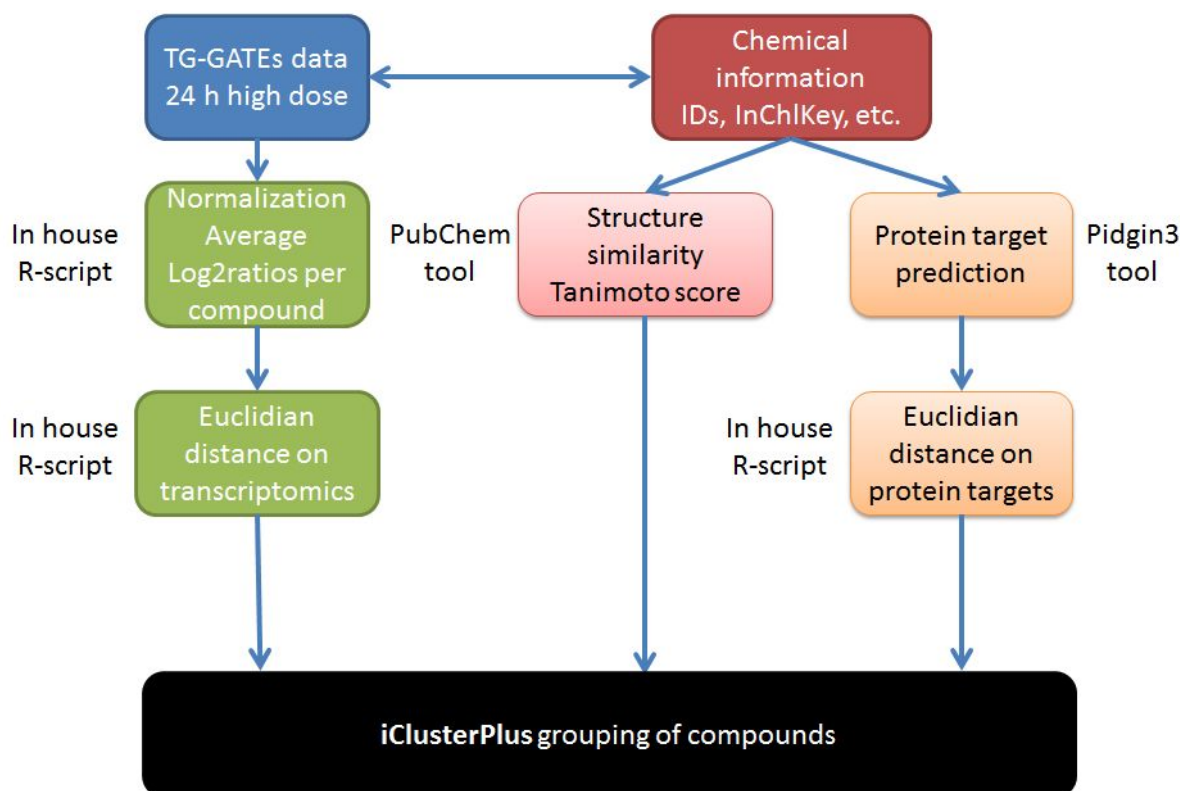 TG-GATEs data
24 h high dose
Chemical
information
IDs, InChlKey, etc.
In house
R-script
Normalization
Average
Log2ratios per
compound
PubChem
tool
Structure
similarity
Tanimoto score
Protein target
prediction
Pidgin3
tool
In house
R-script
Euclidian
distance on
transcriptomics
In house
R-script
Euclidian
distance on
protein targets
iClusterPlus grouping of compounds